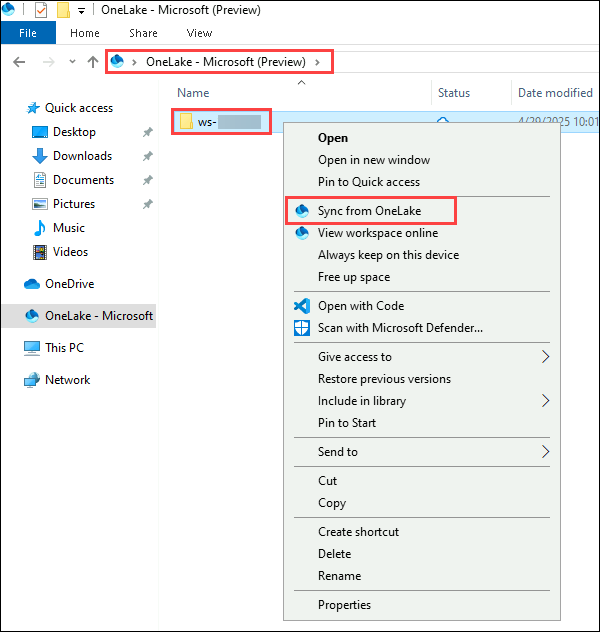 OneLake - Microsoft (Preview)
File Home Share View
OneLake - Microsoft (Preview)
Name Status Date modified
Quick access
Desktop
Downloads
Documents
Pictures
Music
Videos
OneDrive
OneLake - Microsoft
This PC
Network
ws-
4/29/2025 10:01
Open
Open in new window
Pin to Quick access
Sync from OneLake
View workspace online
Always keep on this device
Free up space
Open with Code
Scan with Microsoft Defender...
Give access to
Restore previous versions
Include in library
Pin to Start
Send to
Cut
Copy
Create shortcut
Delete
Rename
Properties